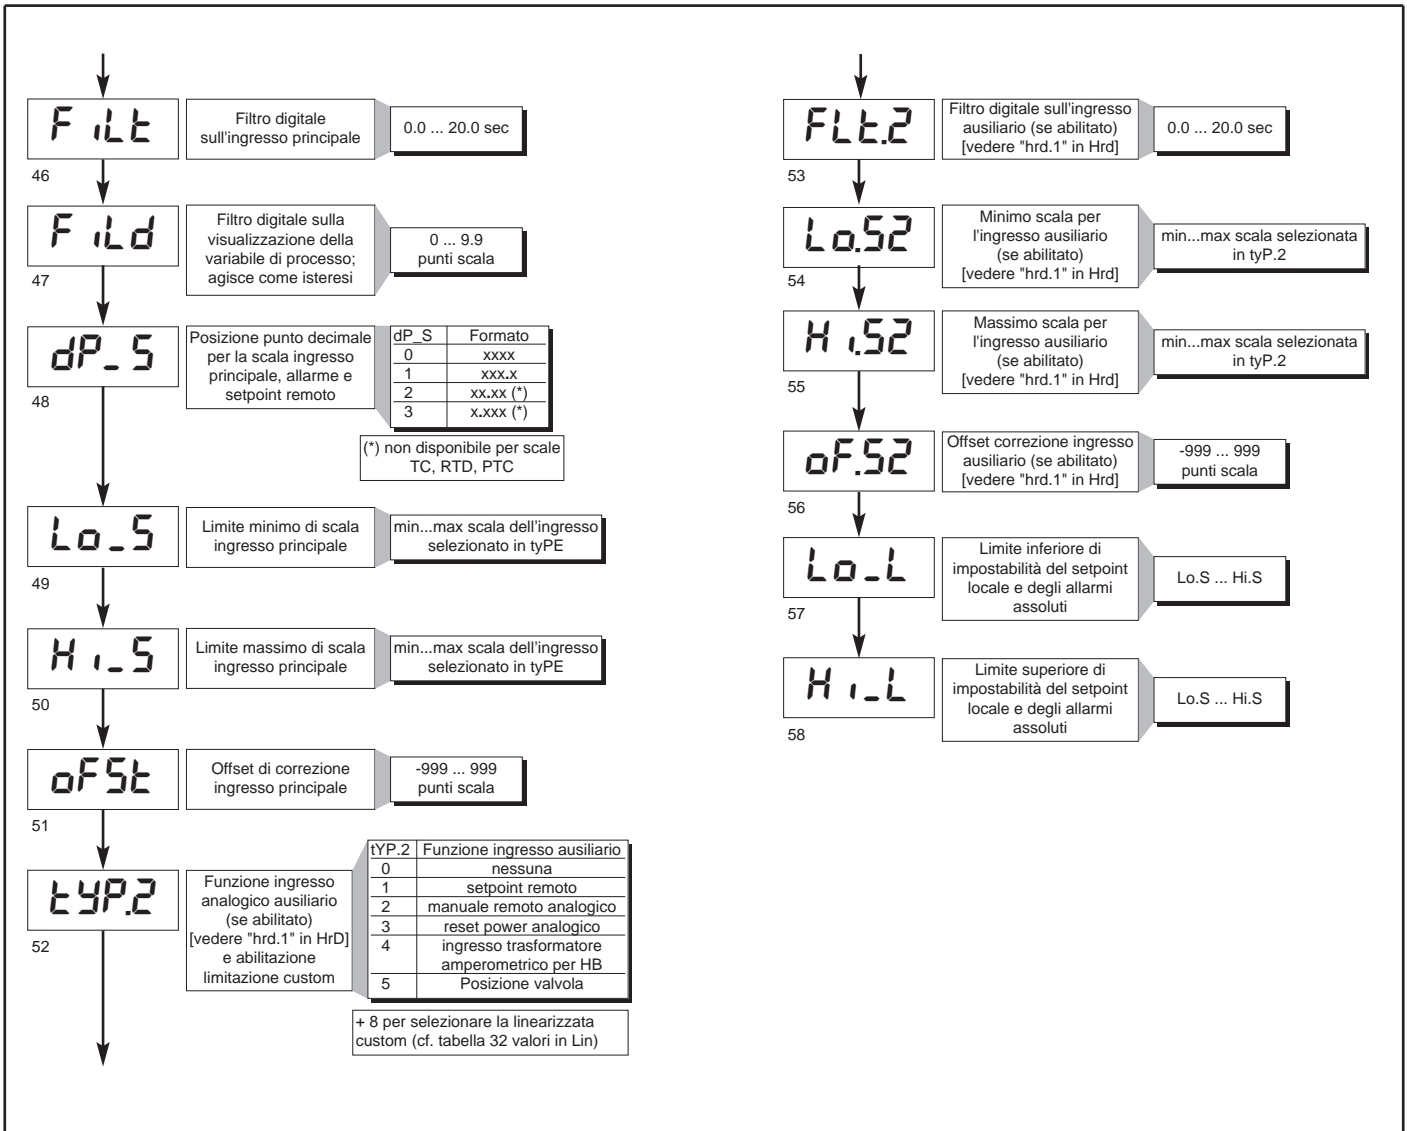 FiLt
Filtro digitale
sull'ingresso principale
0.0 ... 20.0 sec
46
FiLd
Filtro digitale sulla
visualizzazione della
variabile di processo;
agisce come isteresi
0 ... 9.9
punti scala
47
dP_S
Posizione punto decimale
per la scala ingresso
principale, allarme e
setpoint remoto
dP_S Formato
0 xxxx
1 xxx.x
2 xx.xx (*)
3 x.xxx (*)
48
(*) non disponibile per scale
TC, RTD, PTC
Lo_S
Limite minimo di scala
ingresso principale
min...max scala dell'ingresso
selezionato in tyPE
49
Hi_S
Limite massimo di scala
ingresso principale
min...max scala dell'ingresso
selezionato in tyPE
50
oFSt
Offset di correzione
ingresso principale
-999 ... 999
punti scala
51
tYP.2
Funzione ingresso
analogico ausiliario
(se abilitato)
[vedere "hrd.1" in HrD]
e abilitazione
limitazione custom
tYP.2 Funzione ingresso ausiliario
0 nessuna
1 setpoint remoto
2 manuale remoto analogico
3 reset power analogico
4 ingresso trasformatore
amperometrico per HB
5 Posizione valvola
52
+ 8 per selezionare la linearizzata
custom (cf. tabella 32 valori in Lin)
FLt.2
Filtro digitale sull'ingresso
ausiliario (se abilitato)
[vedere "hrd.1" in Hrd]
0.0 ... 20.0 sec
53
Lo.S2
Minimo scala per
l'ingresso ausiliario
(se abilitato)
[vedere "hrd.1" in Hrd]
min...max scala selezionata
in tyP.2
54
Hi.S2
Massimo scala per
l'ingresso ausiliario
(se abilitato)
[vedere "hrd.1" in Hrd]
min...max scala selezionata
in tyP.2
55
oF.S2
Offset correzione ingresso
ausiliario (se abilitato)
[vedere "hrd.1" in Hrd]
-999 ... 999
punti scala
56
Lo_L
Limite inferiore di
impostabilità del setpoint
locale e degli allarmi
assoluti
Lo.S ... Hi.S
57
Hi_L
Limite superiore di
impostabilità del setpoint
locale e degli allarmi
assoluti
Lo.S ... Hi.S
58